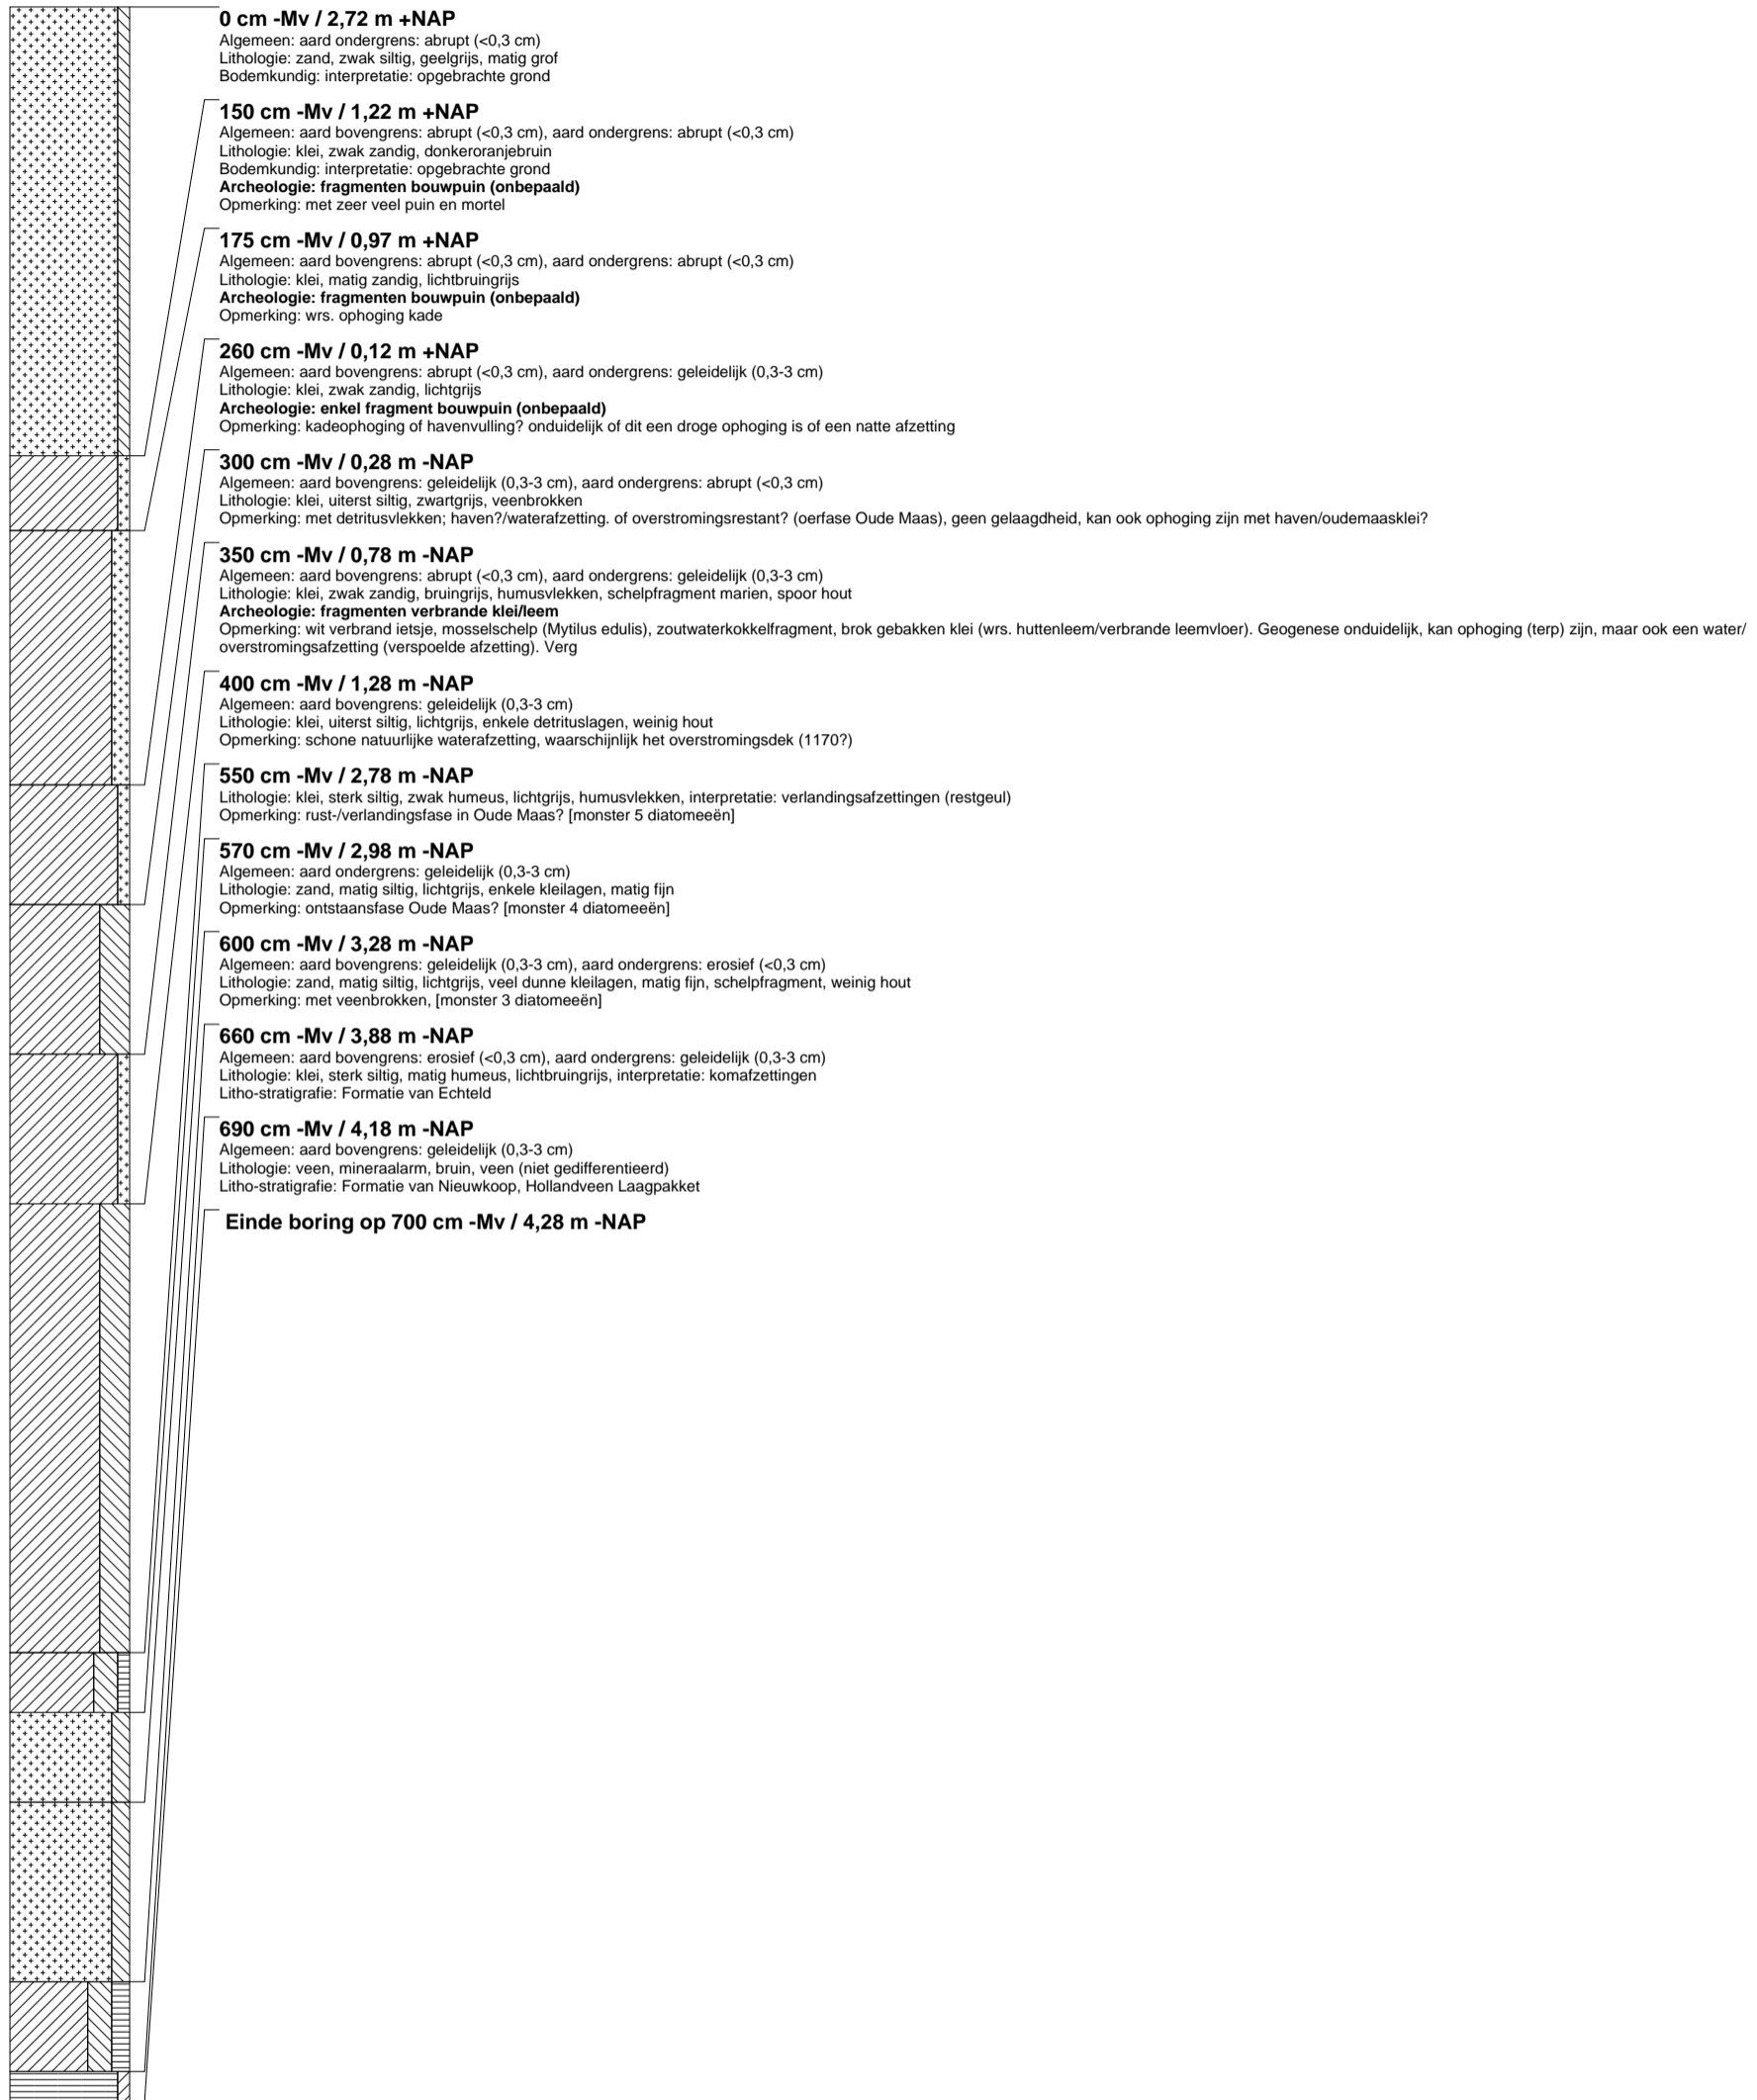 0 cm -Mv / 2,72 m +NAP
Algemeen: aard ondergrens: abrupt (<0,3 cm)
Lithologie: zand, zwak siltig, geelgrijs, matig grof
Bodemkundig: interpretatie: opgebrachte grond
150 cm -Mv / 1,22 m +NAP
Algemeen: aard bovengrens: abrupt (<0,3 cm), aard ondergrens: abrupt (<0,3 cm)
Lithologie: klei, zwak zandig, donkeroranjebruin
Bodemkundig: interpretatie: opgebrachte grond
Archeologie: fragmenten bouwpuin (onbepaald)
Opmerking: met zeer veel puin en mortel
175 cm -Mv / 0,97 m +NAP
Algemeen: aard bovengrens: abrupt (<0,3 cm), aard ondergrens: abrupt (<0,3 cm)
Lithologie: klei, matig zandig, lichtbruingrijs
Archeologie: fragmenten bouwpuin (onbepaald)
Opmerking: wrs. ophoging kade
260 cm -Mv / 0,12 m +NAP
Algemeen: aard bovengrens: abrupt (<0,3 cm), aard ondergrens: geleidelijk (0,3-3 cm)
Lithologie: klei, zwak zandig, lichtgrijs
Archeologie: enkel fragment bouwpuin (onbepaald)
Opmerking: kadeophoging of havenvulling? onduidelijk of dit een droge ophoging is of een natte afzetting
300 cm -Mv / 0,28 m -NAP
Algemeen: aard bovengrens: geleidelijk (0,3-3 cm), aard ondergrens: abrupt (<0,3 cm)
Lithologie: klei, uiterst siltig, zwartgrijs, veenbrokken
Opmerking: met detritusvlekken; haven?/waterafzetting. of overstromingsrestant? (oerfase Oude Maas), geen gelaagdheid, kan ook ophoging zijn met haven/oudemaasklei?
350 cm -Mv / 0,78 m -NAP
Algemeen: aard bovengrens: abrupt (<0,3 cm), aard ondergrens: geleidelijk (0,3-3 cm)
Lithologie: klei, zwak zandig, bruingrijs, humusvlekken, schelpfragment marien, spoor hout
Archeologie: fragmenten verbrande klei/leem
Opmerking: wit verbrand ietsje, mosselschelp (Mytilus edulis), zoutwaterkokkelfragment, brok gebakken klei (wrs. huttenleem/verbrande leemvloer). Geogenese onduidelijk, kan ophoging (terp) zijn, maar ook een water/
overstromingsafzetting (verspoelde afzetting). Verg
400 cm -Mv / 1,28 m -NAP
Algemeen: aard bovengrens: geleidelijk (0,3-3 cm)
Lithologie: klei, uiterst siltig, lichtgrijs, enkele detrituslagen, weinig hout
Opmerking: schone natuurlijke waterafzetting, waarschijnlijk het overstromingsdek (1170?)
550 cm -Mv / 2,78 m -NAP
Lithologie: klei, sterk siltig, zwak humeus, lichtgrijs, humusvlekken, interpretatie: verlandingsafzettingen (restgeul)
Opmerking: rust-/verlandingsfase in Oude Maas? [monster 5 diatomeeën]
570 cm -Mv / 2,98 m -NAP
Algemeen: aard ondergrens: geleidelijk (0,3-3 cm)
Lithologie: zand, matig siltig, lichtgrijs, enkele kleilagen, matig fijn
Opmerking: ontstaansfase Oude Maas? [monster 4 diatomeeën]
600 cm -Mv / 3,28 m -NAP
Algemeen: aard bovengrens: geleidelijk (0,3-3 cm), aard ondergrens: erosief (<0,3 cm)
Lithologie: zand, matig siltig, lichtgrijs, veel dunne kleilagen, matig fijn, schelpfragment, weinig hout
Opmerking: met veenbrokken, [monster 3 diatomeeën]
660 cm -Mv / 3,88 m -NAP
Algemeen: aard bovengrens: erosief (<0,3 cm), aard ondergrens: geleidelijk (0,3-3 cm)
Lithologie: klei, sterk siltig, matig humeus, lichtbruingrijs, interpretatie: komafzettingen
Litho-stratigrafie: Formatie van Echteld
690 cm -Mv / 4,18 m -NAP
Algemeen: aard bovengrens: geleidelijk (0,3-3 cm)
Lithologie: veen, mineraalarm, bruin, veen (niet gedifferentieerd)
Litho-stratigrafie: Formatie van Nieuwkoop, Hollandveen Laagpakket
Einde boring op 700 cm -Mv / 4,28 m -NAP